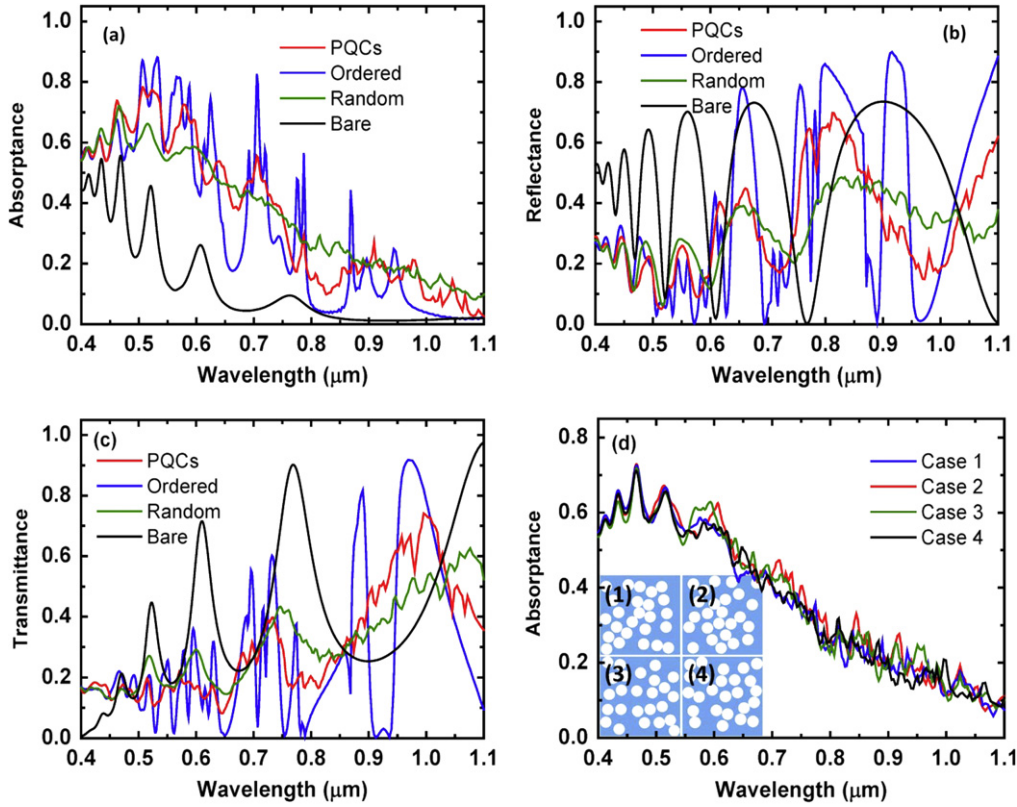 (a)
PQCs
Ordered
Random
Bare
Absorptance
1.0
0.8
0.6
0.4
0.2
0.0
0.4 0.5 0.6 0.7 0.8 0.9 1.0 1.1
Wavelength (μm)
(b)
PQCs
Ordered
Random
Bare
Reflectance
1.0
0.8
0.6
0.4
0.2
0.0
0.4 0.5 0.6 0.7 0.8 0.9 1.0 1.1
Wavelength (μm)
(c)
PQCs
Ordered
Random
Bare
Transmittance
1.0
0.8
0.6
0.4
0.2
0.0
0.4 0.5 0.6 0.7 0.8 0.9 1.0 1.1
Wavelength (μm)
(d)
Case 1
Case 2
Case 3
Case 4
(1) (2)
(3) (4)
Absorptance
0.8
0.6
0.4
0.2
0.0
0.4 0.5 0.6 0.7 0.8 0.9 1.0 1.1
Wavelength (μm)